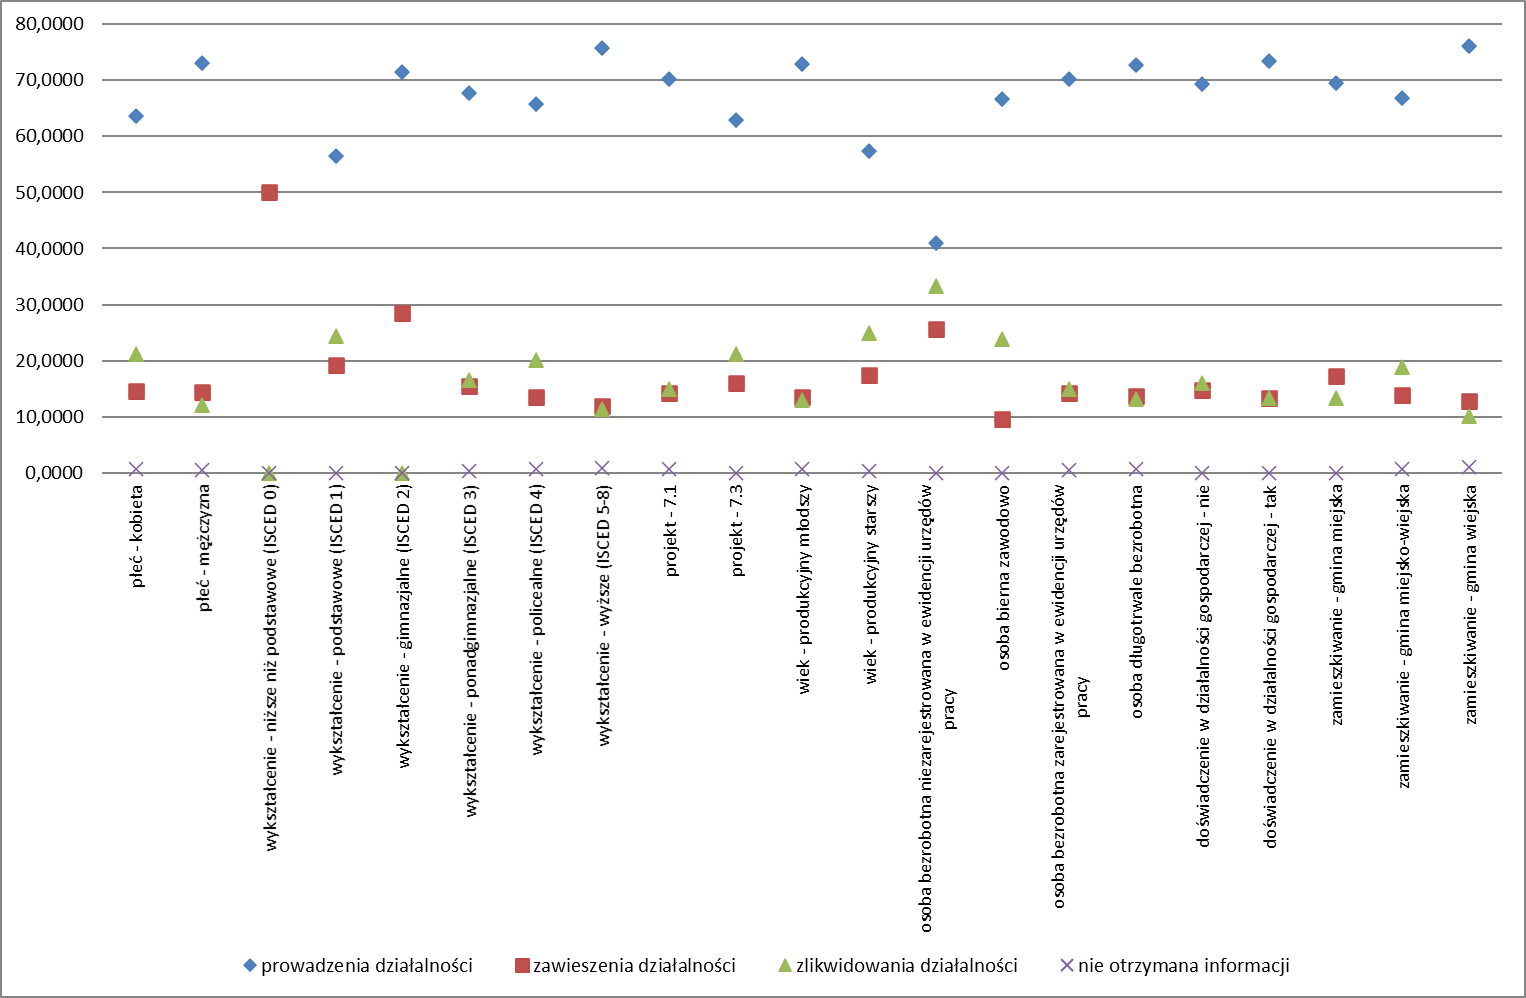 80,0000
70,0000
60,0000
50,0000
40,0000
30,0000
20,0000
10,0000
0,0000
płeć - kobieta
płeć - mężczyzna
wykształcenie - niższe niż podstawowe (ISCED 0)
wykształcenie - podstawowe (ISCED 1)
wykształcenie - gimnazjalne (ISCED 2)
wykształcenie - ponadgimnazjalne (ISCED 3)
wykształcenie - policealne (ISCED 4)
wykształcenie - wyższe (ISCED 5-8)
projekt - 7.1
projekt - 7.3
wiek - produkcyjny młodszy
wiek - produkcyjny starszy
osoba bezrobotna niezarejestrowana w ewidencji urzędów
pracy
osoba bierna zawodowo
osoba bezrobotna zarejestrowana w ewidencji urzędów
pracy
osoba długotrwale bezrobotna
doświadczenie w działalności gospodarczej - nie
doświadczenie w działalności gospodarczej - tak
zamieszkiwanie - gmina miejska
zamieszkiwanie - gmina miejsko-wiejska
zamieszkiwanie - gmina wiejska
prowadzenia działalności
zawieszenia działalności
zlikwidowania działalności
nie otrzymana informacji